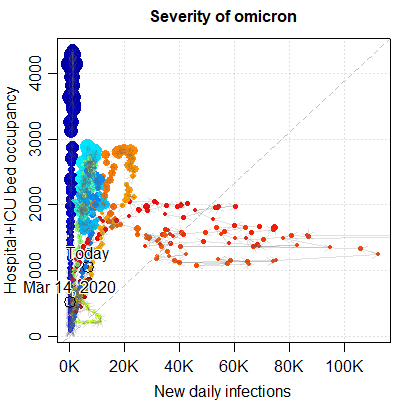 Severity of omicron
Hospital+ICU bed occupancy
4000
3000
2000
1000
0
Today
Mar 14, 2020
0K 20K 40K 60K 80K 100K
New daily infections